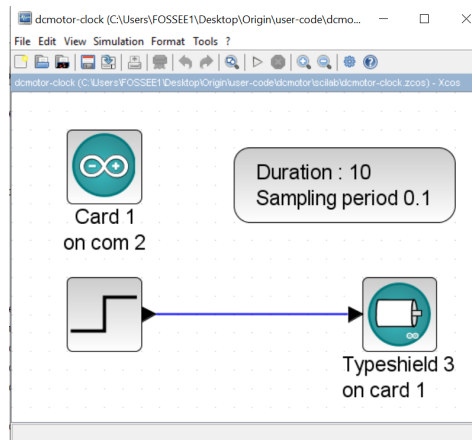 dcmotor-clock (C:\Users\FOSSEE1\Desktop\Origin\user-code\dcmo...
File Edit View Simulation Format Tools ?
dcmotor-clock (C:\Users\FOSSEE1\Desktop\Origin\user-code\dcmotor\scilab\dcmotor-clock.zcos) - Xcos
Card 1
on com 2
Duration : 10
Sampling period 0.1
Typeshield 3
on card 1